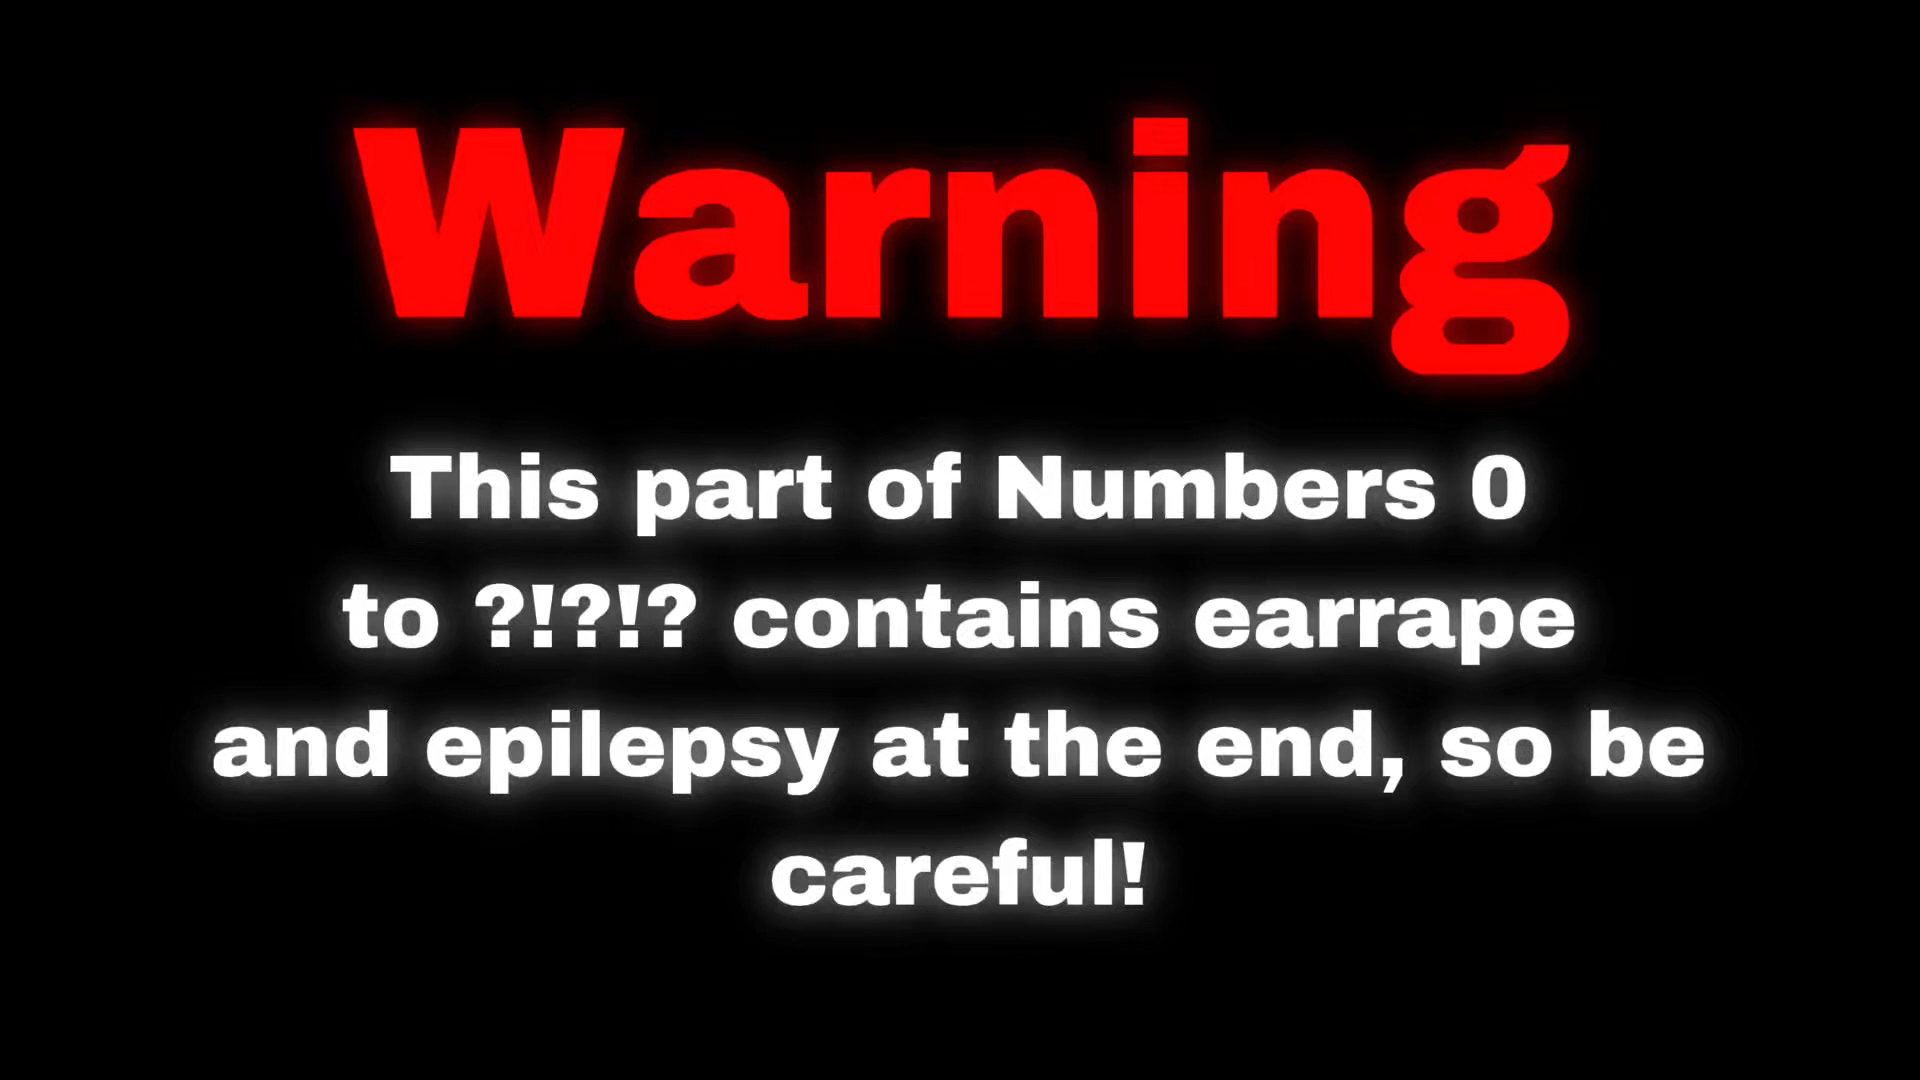 Warning
This part of Numbers 0
to ?!?!? contains earrape
and epilepsy at the end, so be
careful!